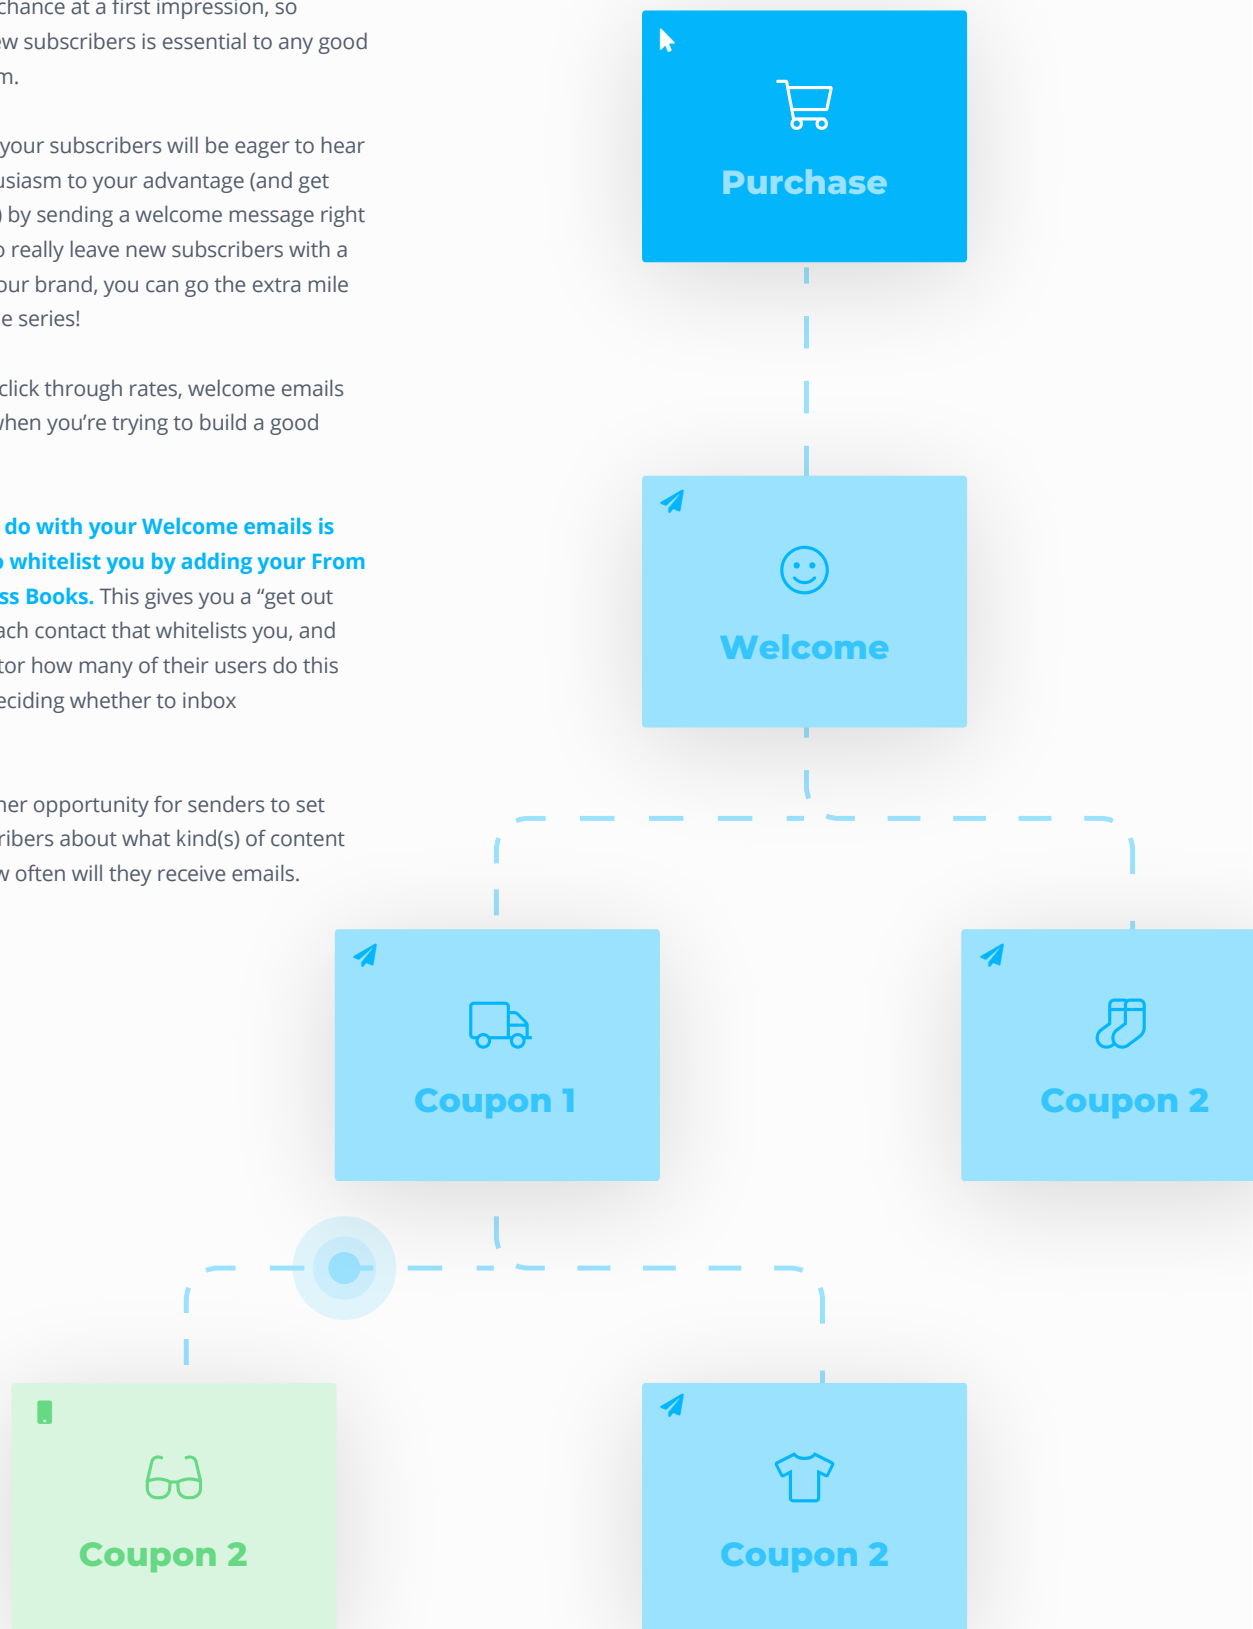 chance at a first impression, so
ew subscribers is essential to any good
m.
your subscribers will be eager to hear
usiasm to your advantage (and get
) by sending a welcome message right
o really leave new subscribers with a
our brand, you can go the extra mile
e series!
click through rates, welcome emails
when you’re trying to build a good
do with your Welcome emails is
o whitelist you by adding your From
ss Books. This gives you a “get out
ach contact that whitelists you, and
tor how many of their users do this
eciding whether to inbox
her opportunity for senders to set
ribers about what kind(s) of content
w often will they receive emails.
Purchase
Welcome
Coupon 1
Coupon 2
Coupon 2
Coupon 2